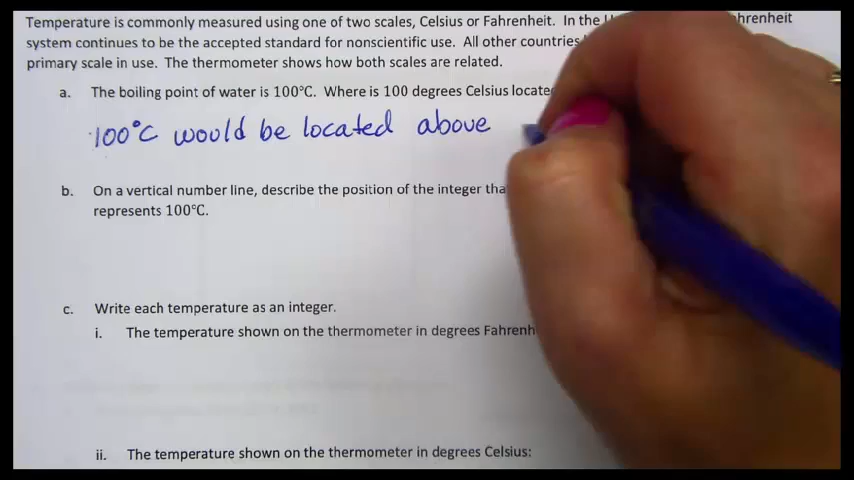 Temperature is commonly measured using one of two scales, Celsius or Fahrenheit. In the hrenheit
system continues to be the accepted standard for nonscientific use. All other countries
primary scale in use. The thermometer shows how both scales are related.
a. The boiling point of water is 100°C. Where is 100 degrees Celsius locate
100°C would be located above
b. On a vertical number line, describe the position of the integer tha
represents 100°C.
c. Write each temperature as an integer.
i. The temperature shown on the thermometer in degrees Fahrenh
ii. The temperature shown on the thermometer in degrees Celsius: